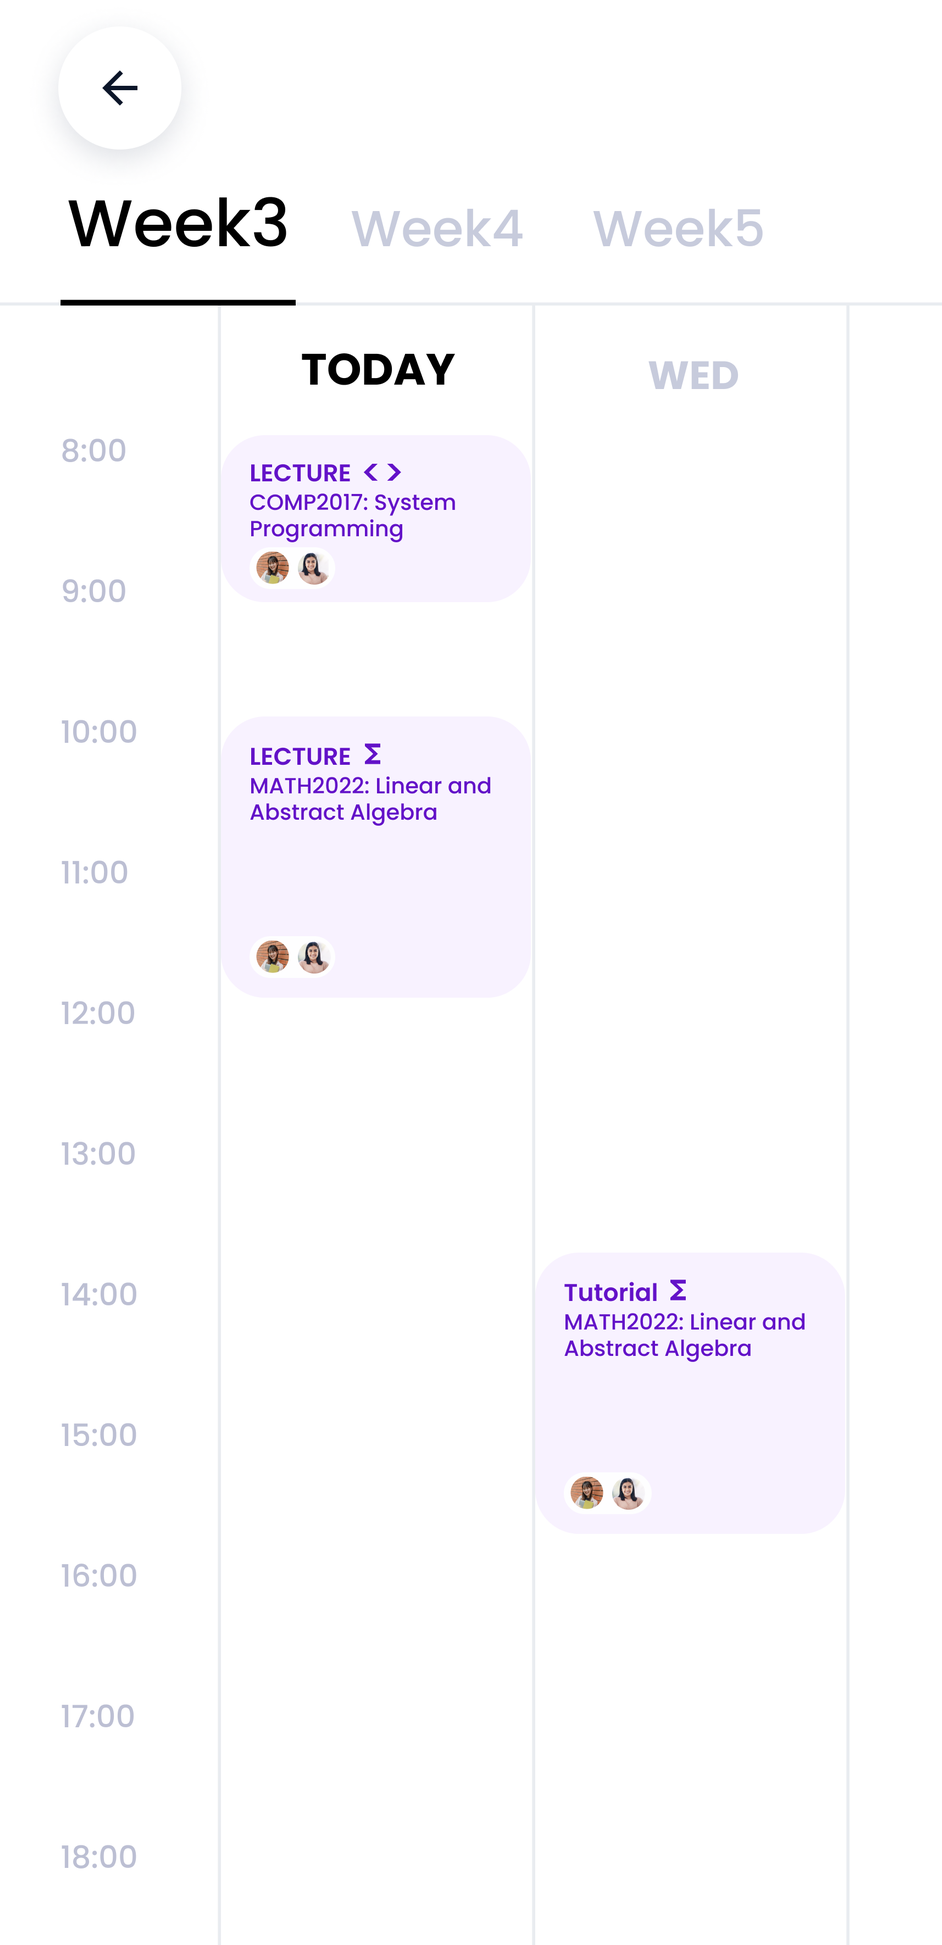 Week3 Week4 Week5
TODAY WED
8:00
LECTURE < >
COMP2017: System
Programming
9:00
10:00
LECTURE Σ
MATH2022: Linear and
Abstract Algebra
11:00
12:00
13:00
14:00
Tutorial Σ
MATH2022: Linear and
Abstract Algebra
15:00
16:00
17:00
18:00